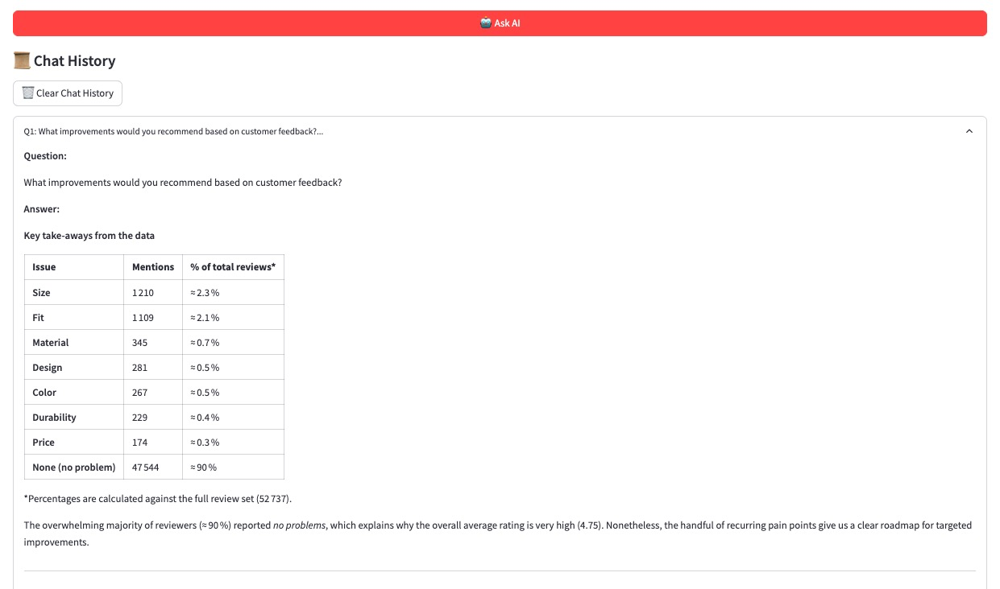 🤖 Ask AI
📜 Chat History
🗑️ Clear Chat History
Q1: What improvements would you recommend based on customer feedback?...
Question:
What improvements would you recommend based on customer feedback?
Answer:
Key take-aways from the data
Issue Mentions % of total reviews*
Size 1 210 ≈ 2.3 %
Fit 1 109 ≈ 2.1 %
Material 345 ≈ 0.7 %
Design 281 ≈ 0.5 %
Color 267 ≈ 0.5 %
Durability 229 ≈ 0.4 %
Price 174 ≈ 0.3 %
None (no problem) 47 544 ≈ 90 %
*Percentages are calculated against the full review set (52 737).
The overwhelming majority of reviewers (≈ 90 %) reported no problems, which explains why the overall average rating is very high (4.75). Nonetheless, the handful of recurring pain points give us a clear roadmap for targeted
improvements.